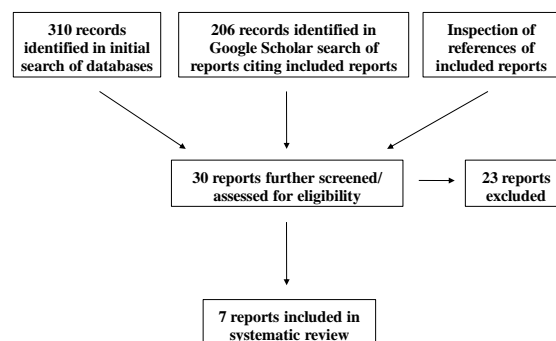 310 records
identified in initial
search of databases
206 records identified in
Google Scholar search of
reports citing included reports
Inspection of
references of
included reports
30 reports further screened/
assessed for eligibility
23 reports
excluded
7 reports included in
systematic review